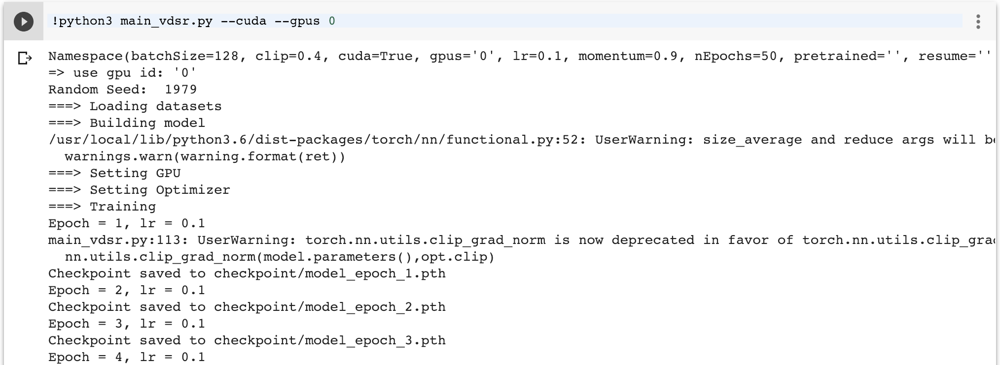 !python3 main_vdsr.py --cuda --gpus 0
Namespace(batchSize=128, clip=0.4, cuda=True, gpus='0', lr=0.1, momentum=0.9, nEpochs=50, pretrained='', resume=''
=> use gpu id: '0'
Random Seed:  1979
===> Loading datasets
===> Building model
/usr/local/lib/python3.6/dist-packages/torch/nn/functional.py:52: UserWarning: size_average and reduce args will be
  warnings.warn(warning.format(ret))
===> Setting GPU
===> Setting Optimizer
===> Training
Epoch = 1, lr = 0.1
main_vdsr.py:113: UserWarning: torch.nn.utils.clip_grad_norm is now deprecated in favor of torch.nn.utils.clip_grad
  nn.utils.clip_grad_norm(model.parameters(),opt.clip)
Checkpoint saved to checkpoint/model_epoch_1.pth
Epoch = 2, lr = 0.1
Checkpoint saved to checkpoint/model_epoch_2.pth
Epoch = 3, lr = 0.1
Checkpoint saved to checkpoint/model_epoch_3.pth
Epoch = 4, lr = 0.1